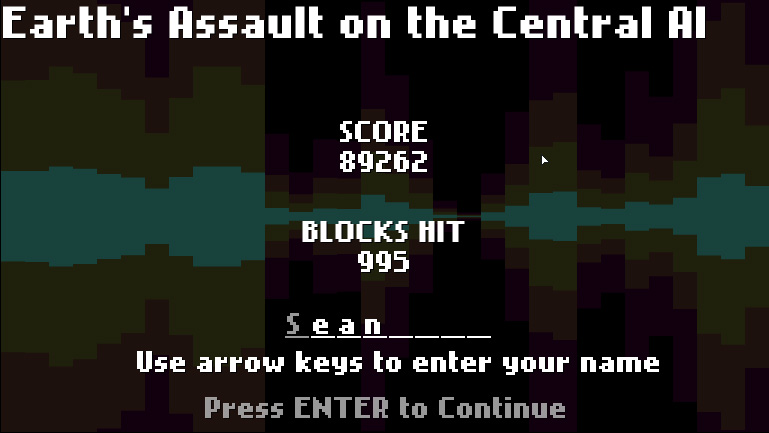 Earth's Assault on the Central AI
SCORE
89262
BLOCKS HIT
995
Sean____
Use arrow keys to enter your name
Press ENTER to Continue